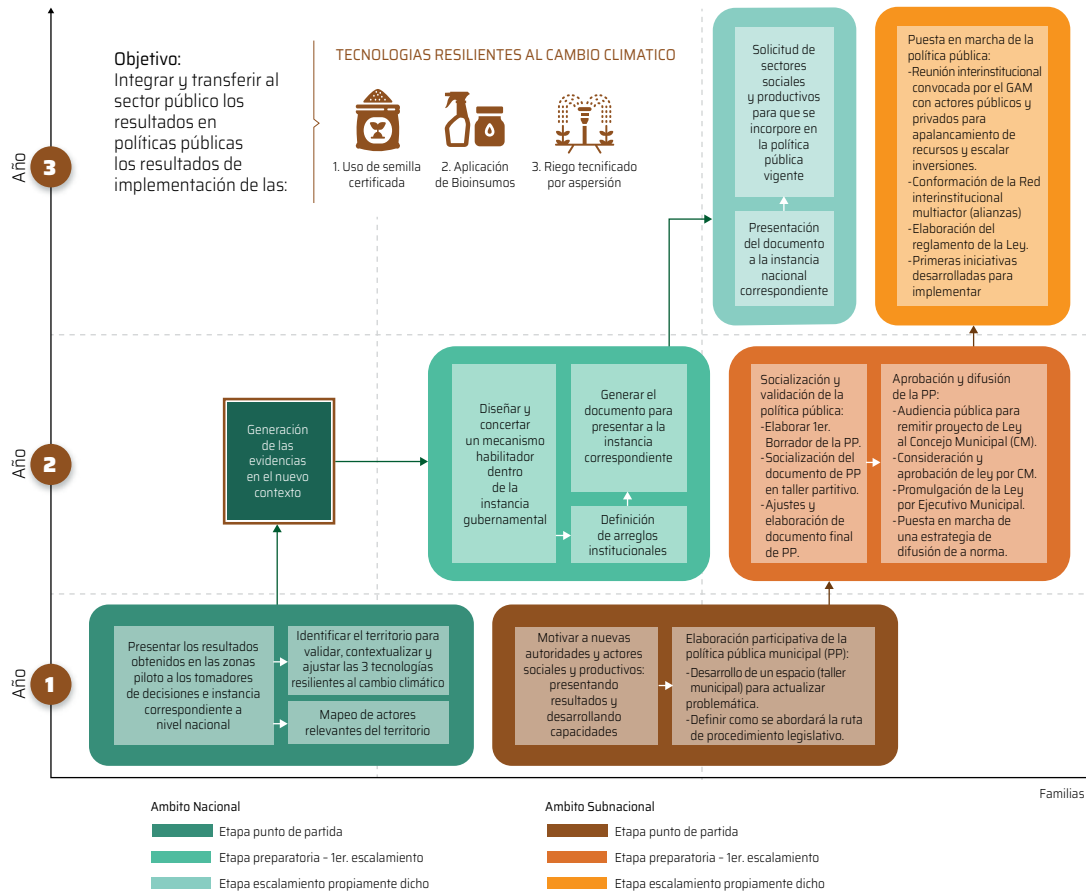 Objetivo:
Integrar y transferir al
sector público los
resultados en
políticas públicas
los resultados de
implementación de las:
TECNOLOGIAS RESILIENTES AL CAMBIO CLIMATICO
1. Uso de semilla
certificada
2. Aplicación
de Bioinsumos
3. Riego tecnificado
por aspersión
Año
3
Solicitud de
sectores
sociales
y productivos
para que se
incorpore en
la política
pública
vigente
Presentación
del documento
a la instancia
nacional
correspondiente
Puesta en marcha de la
política pública:
-Reunión interinstitucional
convocada por el GAM
con actores públicos y
privados para
apalancamiento de
recursos y escalar
inversiones.
-Conformación de la Red
interinstitucional
multiactor (alianzas)
-Elaboración del
reglamento de la Ley.
-Primeras iniciativas
desarrolladas para
implementar
Año
2
Generación
de las
evidencias
en el nuevo
contexto
Diseñar y
concertar
un mecanismo
habilitador
dentro
de la
instancia
gubernamental
Generar el
documento para
presentar a la
instancia
correspondiente
Definición
de arreglos
institucionales
Socialización y
validación de la
política pública:
-Elaborar 1er.
Borrador de la PP.
-Socialización del
documento de PP
en taller partitivo.
-Ajustes y
elaboración de
documento final
de PP.
Aprobación y difusión
de la PP:
-Audiencia pública para
remitir proyecto de Ley
al Concejo Municipal (CM).
-Consideración y
aprobación de ley por CM.
-Promulgación de la Ley
por Ejecutivo Municipal.
-Puesta en marcha de
una estrategia de
difusión de a norma.
Año
1
Presentar los resultados
obtenidos en las zonas
piloto a los tomadores
de decisiones e instancia
correspondiente a
nivel nacional
Identificar el territorio para
validar, contextualizar y
ajustar las 3 tecnologías
resilientes al cambio climático
Mapeo de actores
relevantes del territorio
Motivar a nuevas
autoridades y actores
sociales y productivos:
presentando
resultados y
desarrollando
capacidades
Elaboración participativa de la
política pública municipal (PP):
-Desarrollo de un espacio (taller
municipal) para actualizar
problemática.
-Definir como se abordará la ruta
de procedimiento legislativo.
Familias
Ambito Nacional
Etapa punto de partida
Etapa preparatoria – 1er. escalamiento
Etapa escalamiento propiamente dicho
Ambito Subnacional
Etapa punto de partida
Etapa preparatoria – 1er. escalamiento
Etapa escalamiento propiamente dicho